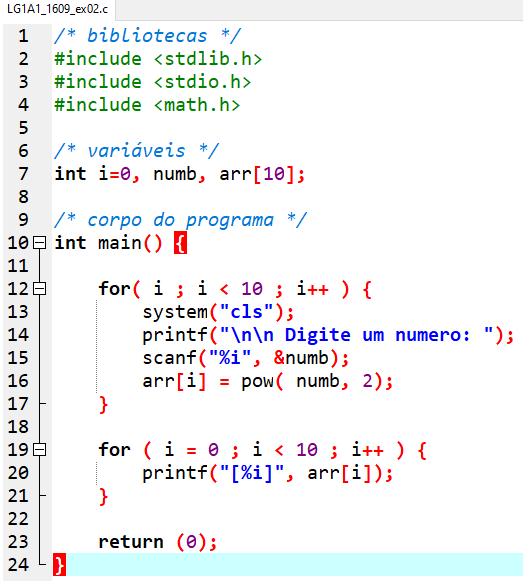 LG1A1_1609_ex02.c
1 /* bibliotecas */
2 #include <stdlib.h>
3 #include <stdio.h>
4 #include <math.h>
5
6 /* variáveis */
7 int i=0, numb, arr[10];
8
9 /* corpo do programa */
10 int main() {
11
12 for( i ; i < 10 ; i++ ) {
13 system("cls");
14 printf("\n\n Digite um numero: ");
15 scanf("%i", &numb);
16 arr[i] = pow( numb, 2);
17 }
18
19 for ( i = 0 ; i < 10 ; i++ ) {
20 printf("[%i]", arr[i]);
21 }
22
23 return (0);
24 }